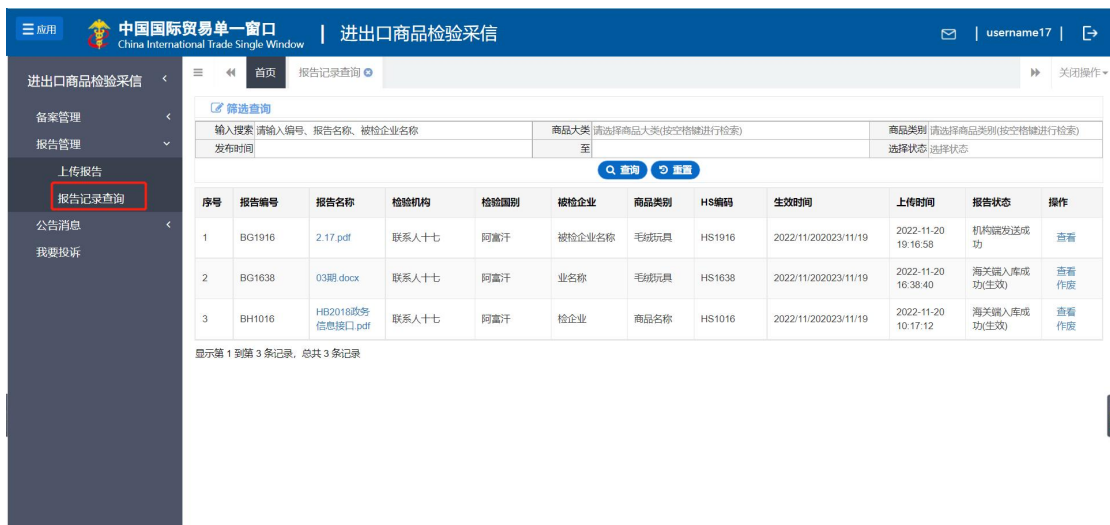 应用
中国国际贸易单一窗口
China International Trade Single Window
进出口商品检验采信
username17
进出口商品检验采信
首页
报告记录查询
关闭操作
备案管理
报告管理
上传报告
报告记录查询
公告消息
我要投诉
筛选查询
输入搜索 请输入编号、报告名称、被检企业名称 商品大类 请选择商品大类(按空格键进行检索) 商品类别 请选择商品类别(按空格键进行检索)
发布时间 至 选择状态 选择状态
查询 重置
序号 报告编号 报告名称 检验机构 检验国别 被检企业 商品类别 HS编码 生效时间 上传时间 报告状态 操作
1 BG1916 2.17.pdf 联系人十七 阿富汗 被检企业名称 毛绒玩具 HS1916 2022/11/202023/11/19 2022-11-20 机构端发送成 查看
19:16:58 功
2 BG1638 03期.docx 联系人十七 阿富汗 业名称 毛绒玩具 HS1638 2022/11/202023/11/19 2022-11-20 海关端入库成 查看
16:38:40 功(生效) 作废
3 BH1016 HB2018政务 联系人十七 阿富汗 检企业 商品名称 HS1016 2022/11/202023/11/19 2022-11-20 海关端入库成 查看
信息接口.pdf 10:17:12 功(生效) 作废
显示第 1 到第 3 条记录，总共 3 条记录